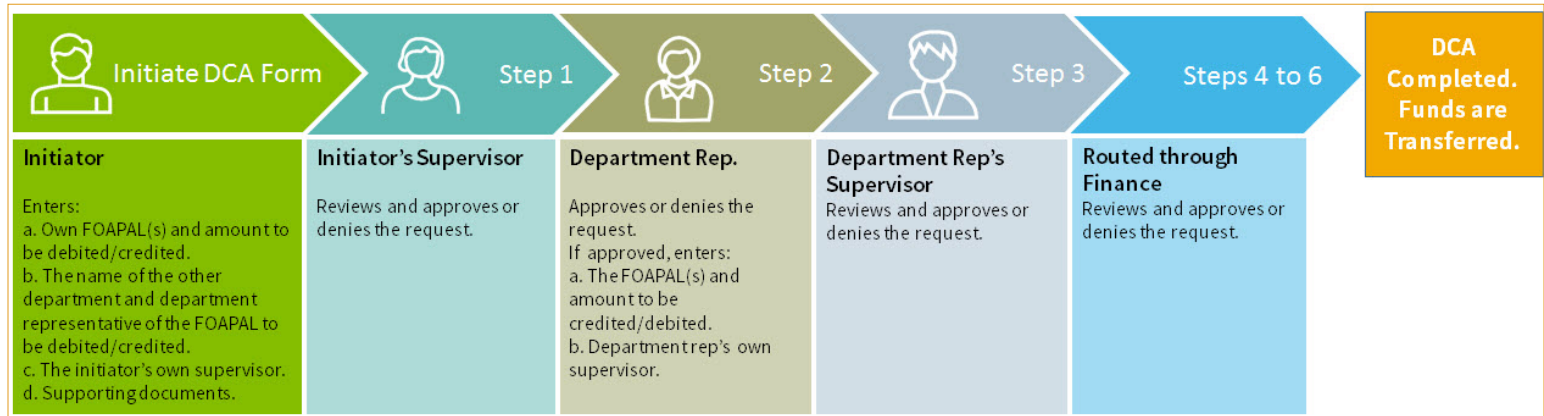 Initiate DCA Form
Step 1
Step 2
Step 3
Steps 4 to 6
DCA
Completed.
Funds are
Transferred.
Initiator
Enters:
a. Own FOAPAL(s) and amount to
be debited/credited.
b. The name of the other
department and department
representative of the FOAPAL to
be debited/credited.
c. The initiator's own supervisor.
d. Supporting documents.
Initiator's Supervisor
Reviews and approves or
denies the request.
Department Rep.
Approves or denies the
request.
If approved, enters:
a. The FOAPAL(s) and
amount to be
credited/debited.
b. Department rep's own
supervisor.
Department Rep's
Supervisor
Reviews and approves or
denies the request.
Routed through
Finance
Reviews and approves or
denies the request.